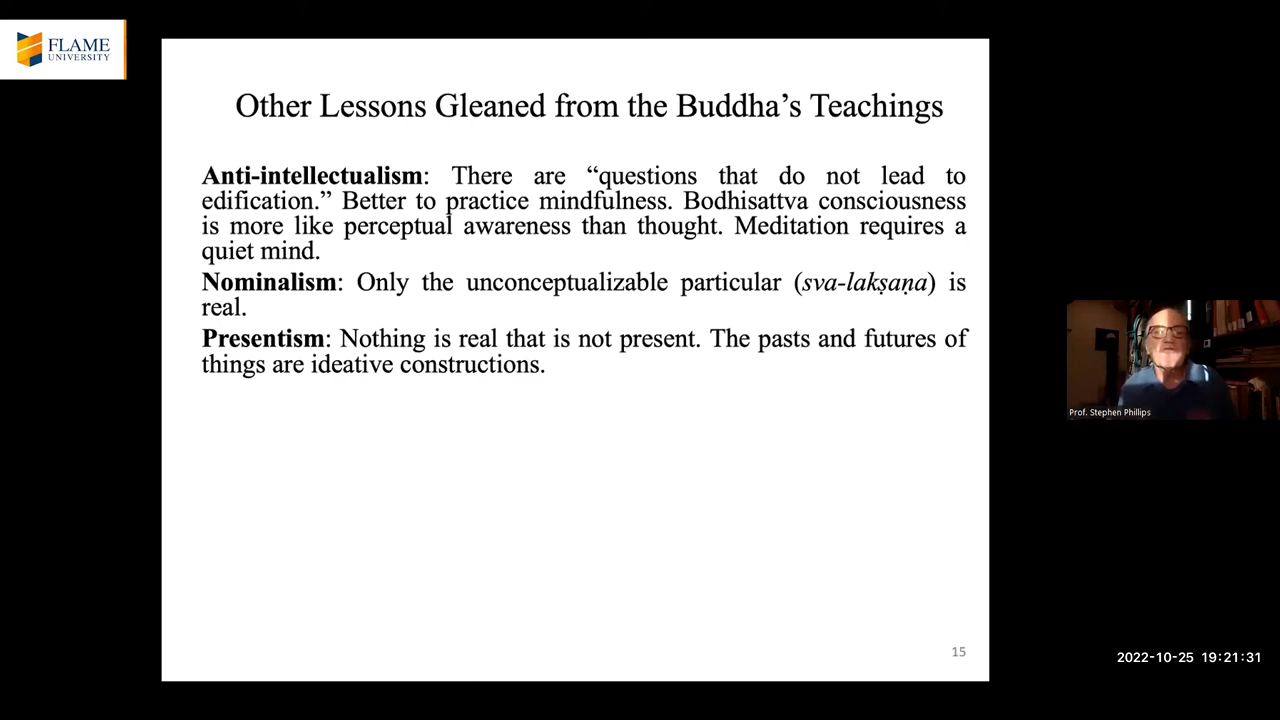 FLAME
UNIVERSITY
Other Lessons Gleaned from the Buddha's Teachings
Anti-intellectualism: There are “questions that do not lead to
edification.” Better to practice mindfulness. Bodhisattva consciousness
is more like perceptual awareness than thought. Meditation requires a
quiet mind.
Nominalism: Only the unconceptualizable particular (sva-lakṣaṇa) is
real.
Presentism: Nothing is real that is not present. The pasts and futures of
things are ideative constructions.
15
Prof. Stephen Phillips
2022-10-25 19:21:31